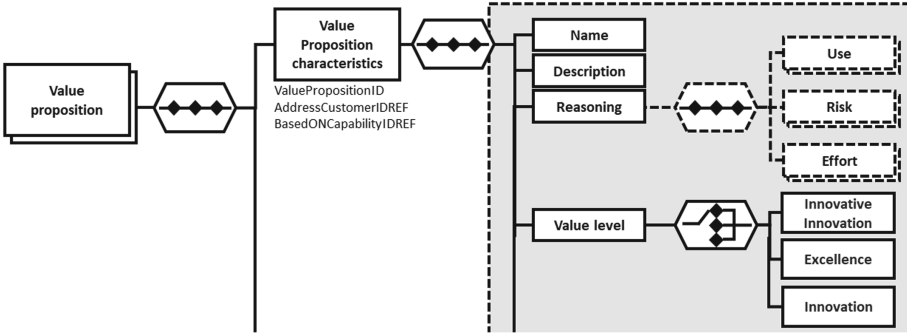 Value
proposition
Value
Proposition
characteristics
ValuePropositionID
AddressCustomerIDREF
BasedONCapabilityIDREF
Name
Description
Reasoning
Use
Risk
Effort
Value level
Innovative
Innovation
Excellence
Innovation